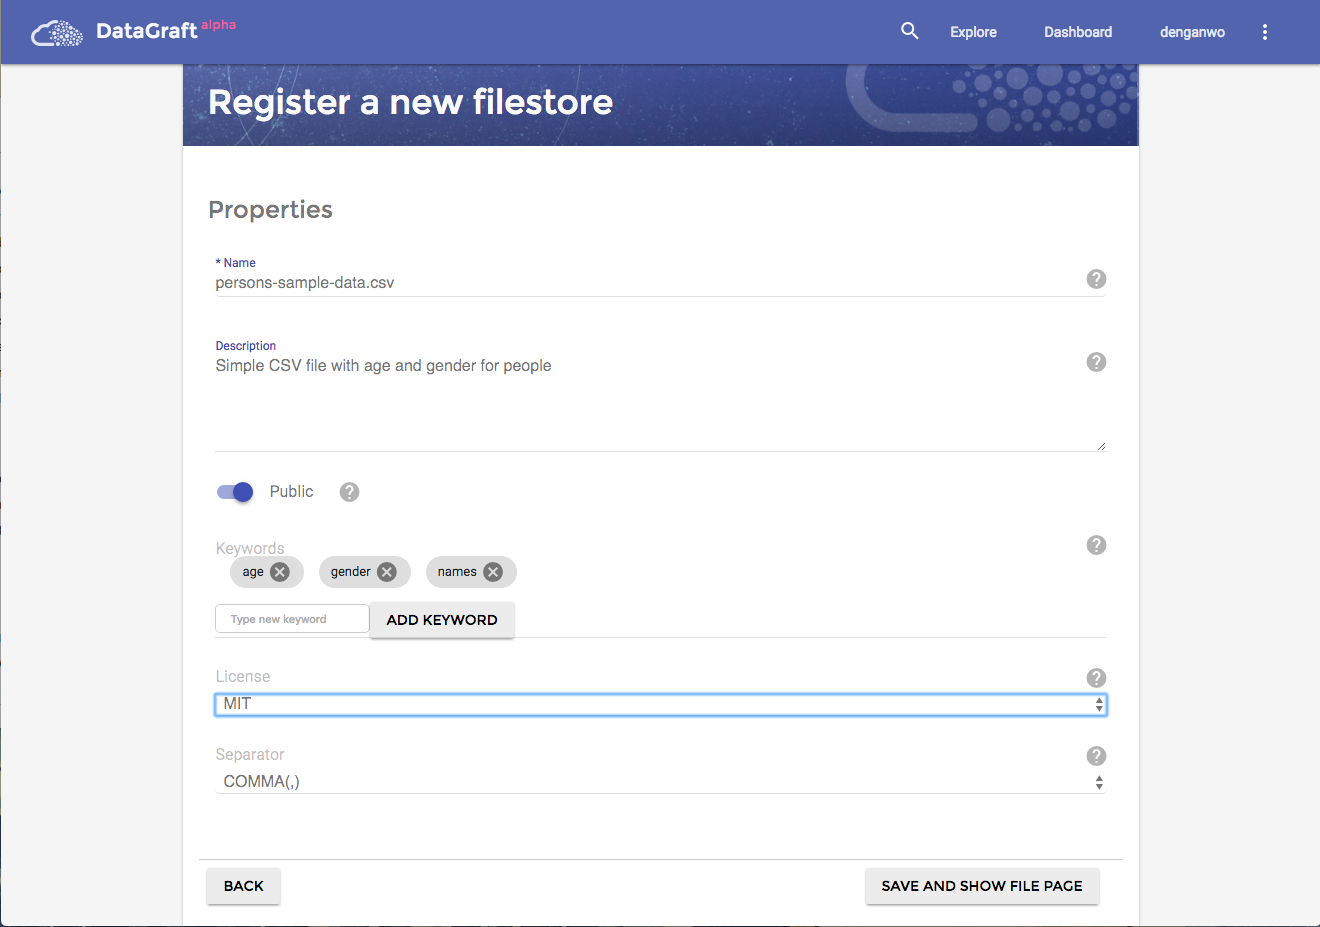 DataGraft alpha
Explore Dashboard denganwo
Register a new filestore
Properties
* Name
persons-sample-data.csv
Description
Simple CSV file with age and gender for people
Public
Keywords
age gender names
Type new keyword ADD KEYWORD
License
MIT
Separator
COMMA(,)
BACK SAVE AND SHOW FILE PAGE